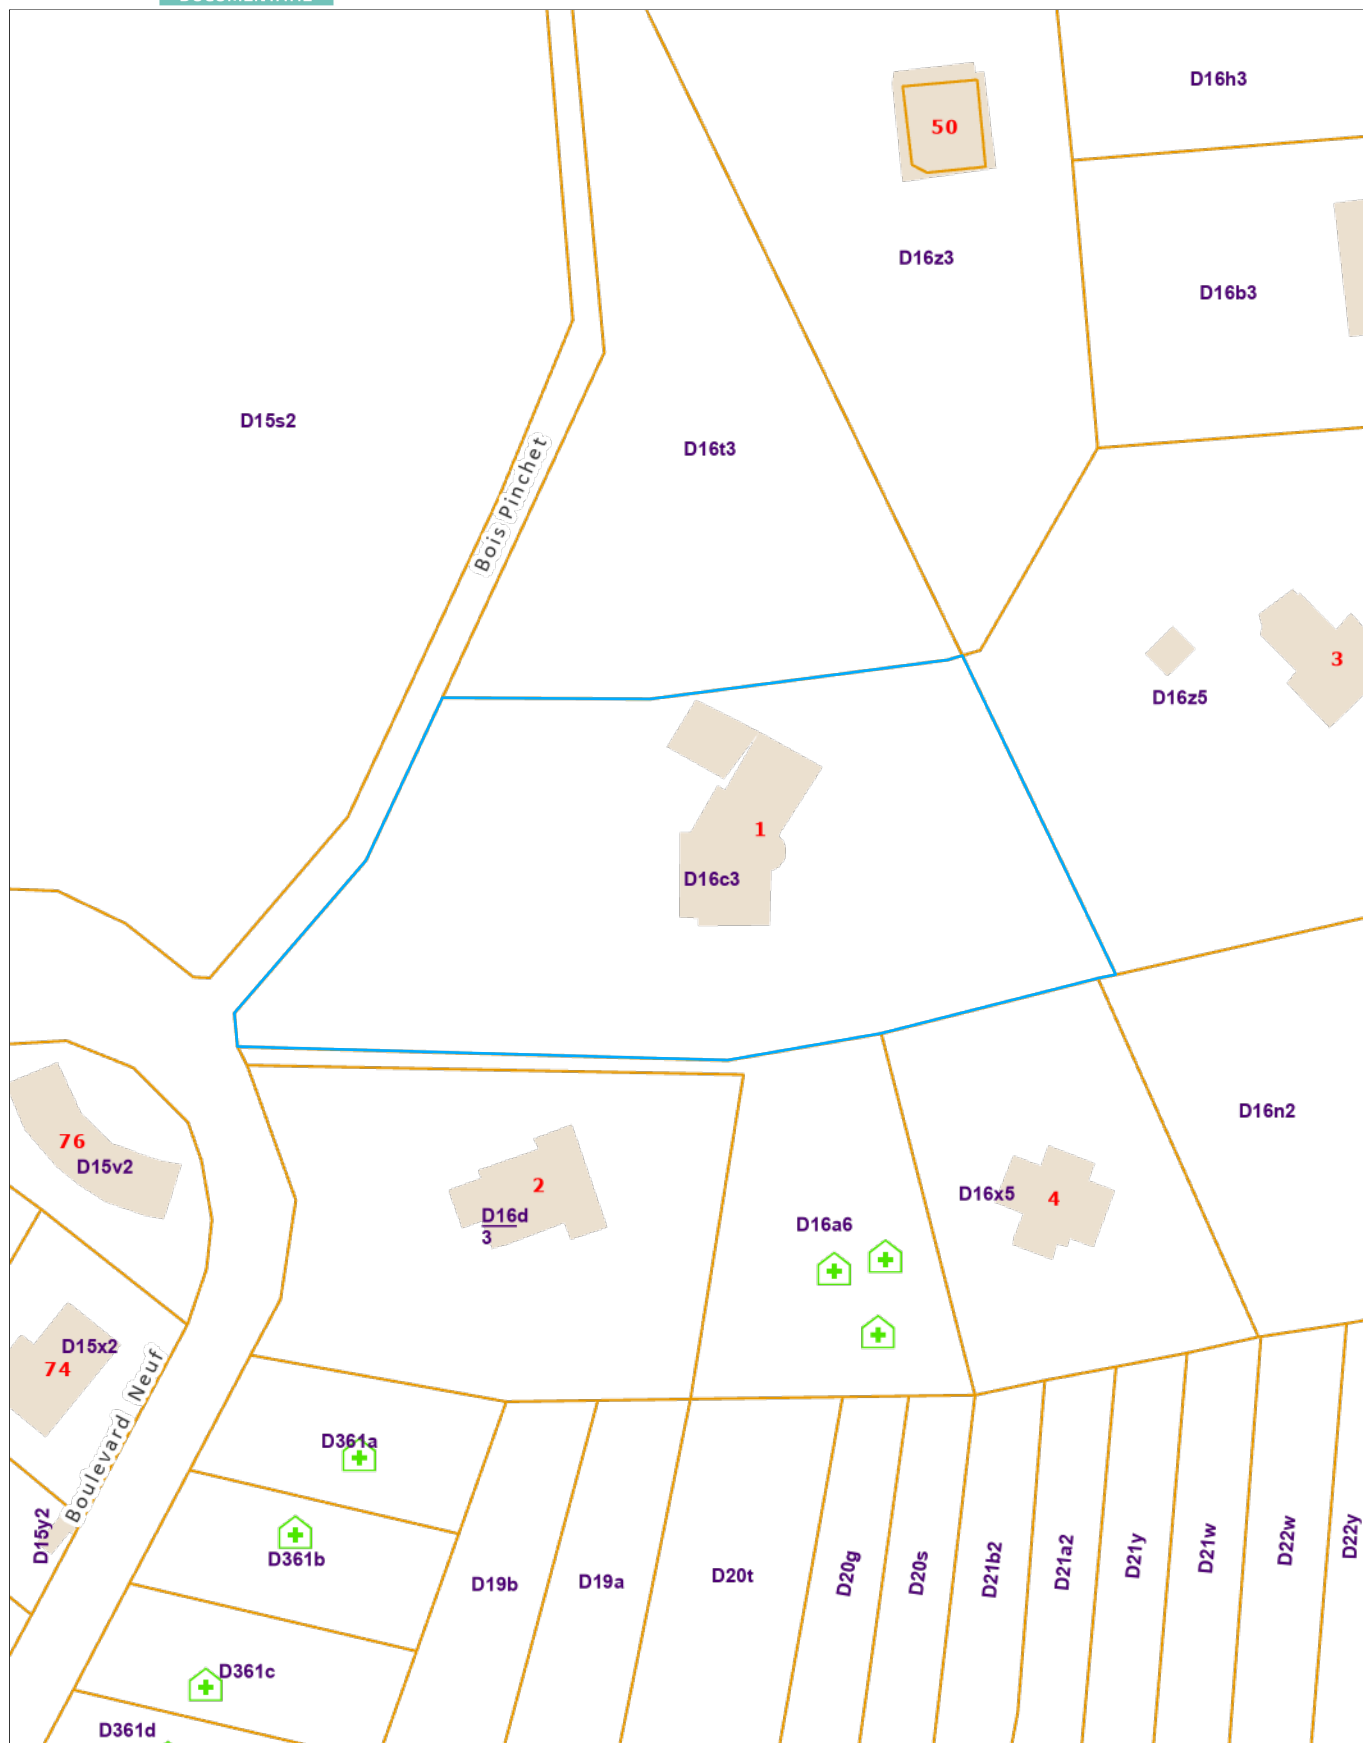 D16h3
50
D16z3
D16b3
D15s2
D16t3
Bois Pinchet
3
D16z5
1
D16c3
D16n2
76
D15v2
2
D16d
3
D16x5
4
D16a6
D15x2
74
Boulevard Neuf
D361a
D15y2
D361b
D19b
D19a
D20t
D20g
D20s
D21b2
D21a2
D21y
D21w
D22w
D22y
D361c
D361d